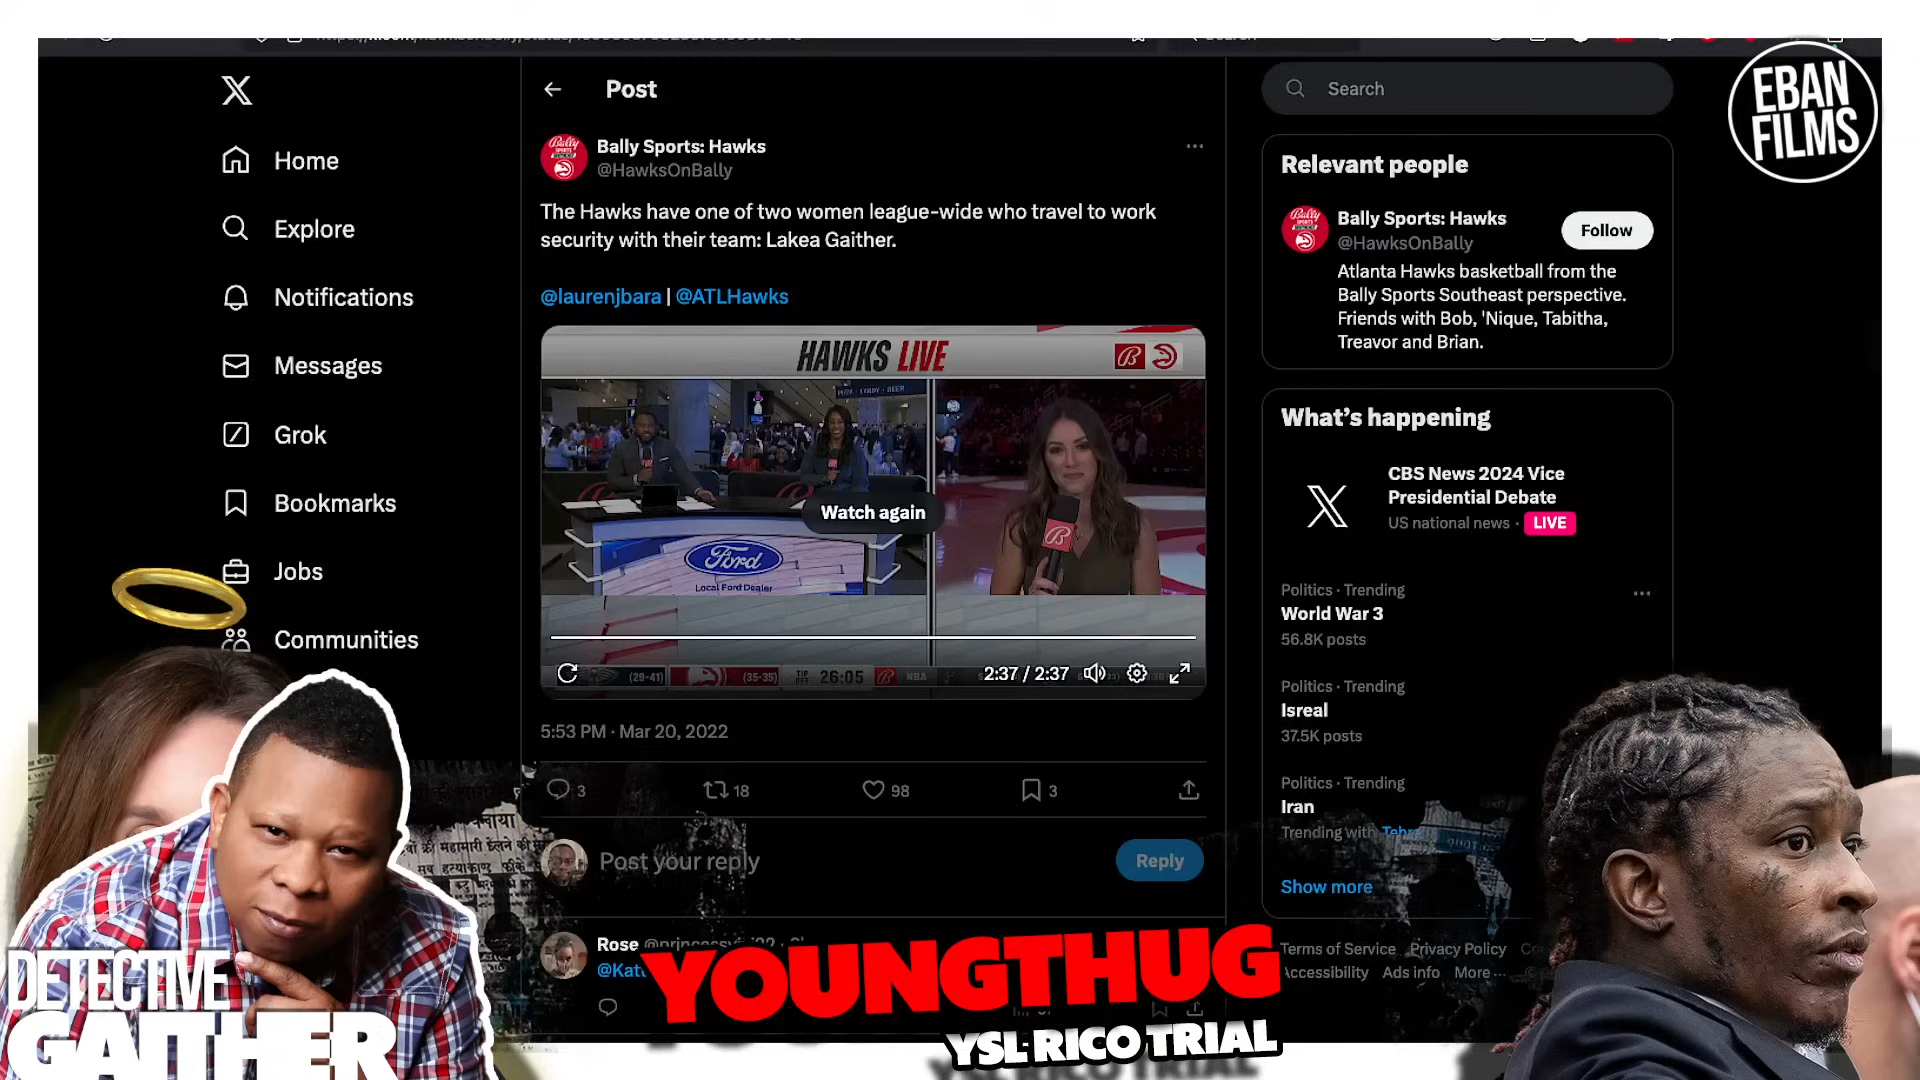 EBAN
FILMS
Post
Search
Bally Sports: Hawks
@HawksOnBally
The Hawks have one of two women league-wide who travel to work
security with their team: Lakea Gaither.
@laurenjbara | @ATLHawks
HAWKS LIVE
Ford
Local Ford Dealer
Watch again
(29-41)
(35-35)
TIP
OFF
26:05
NBA
2:37 / 2:37
5:53 PM · Mar 20, 2022
3
18
98
3
Post your reply
Reply
Rose
Home
Explore
Notifications
Messages
Grok
Bookmarks
Jobs
Communities
Relevant people
Bally Sports: Hawks
@HawksOnBally
Follow
Atlanta Hawks basketball from the
Bally Sports Southeast perspective.
Friends with Bob, 'Nique, Tabitha,
Treavor and Brian.
What's happening
CBS News 2024 Vice
Presidential Debate
US national news · LIVE
Politics · Trending
World War 3
56.8K posts
Politics · Trending
Isreal
37.5K posts
Politics · Trending
Iran
Trending with
Show more
Terms of Service Privacy Policy
Accessibility Ads info More ...
DETECTIVE
GAITHER
YOUNGTHUG
YSL RICO TRIAL